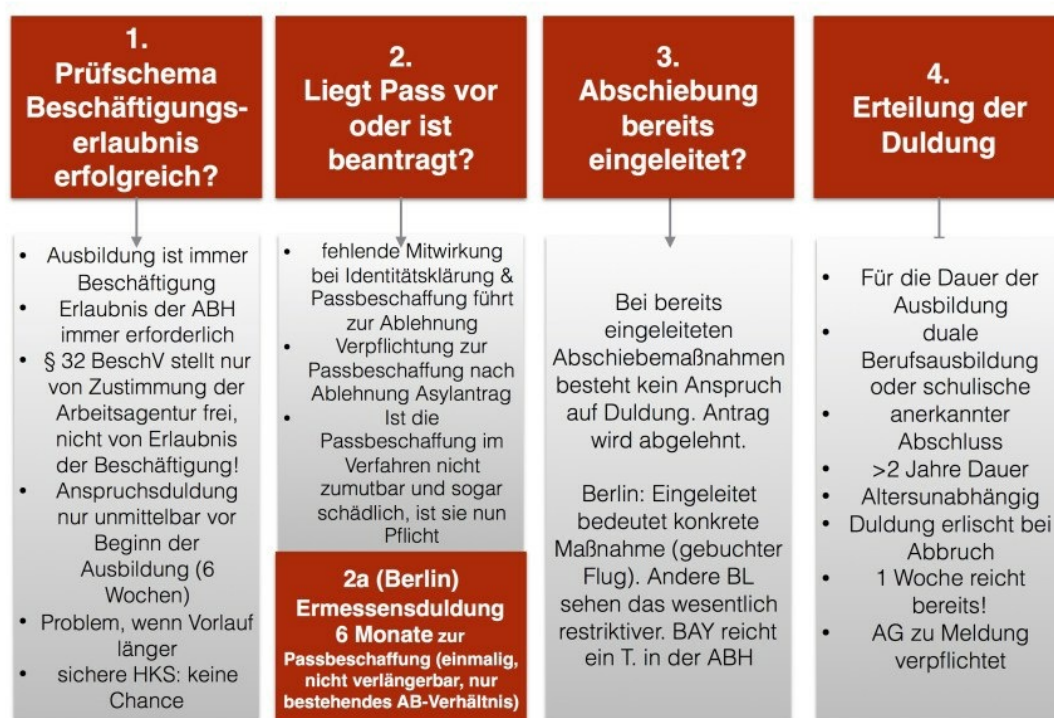 1.
Prüfschema
Beschäftigungs-
erlaubnis
erfolgreich?
• Ausbildung ist immer
Beschäftigung
• Erlaubnis der ABH
immer erforderlich
• § 32 BeschV stellt nur
von Zustimmung der
Arbeitsagentur frei,
nicht von Erlaubnis
der Beschäftigung!
• Anspruchsduldung
nur unmittelbar vor
Beginn der
Ausbildung (6
Wochen)
• Problem, wenn Vorlauf
länger
• sichere HKS: keine
Chance
2.
Liegt Pass vor
oder ist
beantragt?
• fehlende Mitwirkung
bei Identitätsklärung &
Passbeschaffung führt
zur Ablehnung
• Verpflichtung zur
Passbeschaffung nach
Ablehnung Asylantrag
• Ist die
Passbeschaffung im
Verfahren nicht
zumutbar und sogar
schädlich, ist sie nun
Pflicht
2a (Berlin)
Ermessensduldung
6 Monate zur
Passbeschaffung (einmalig,
nicht verlängerbar, nur
bestehendes AB-Verhältnis)
3.
Abschiebung
bereits
eingeleitet?
Bei bereits
eingeleiteten
Abschiebemaßnahmen
besteht kein Anspruch
auf Duldung. Antrag
wird abgelehnt.
Berlin: Eingeleitet
bedeutet konkrete
Maßnahme (gebuchter
Flug). Andere BL
sehen das wesentlich
restriktiver. BAY reicht
ein T. in der ABH
4.
Erteilung der
Duldung
• Für die Dauer der
Ausbildung
• duale
Berufsausbildung
oder schulische
• anerkannter
Abschluss
• >2 Jahre Dauer
• Altersunabhängig
• Duldung erlischt bei
Abbruch
• 1 Woche reicht
bereits!
• AG zu Meldung
verpflichtet